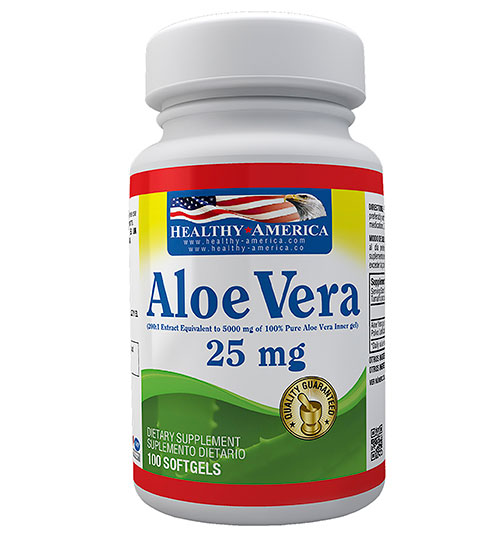 HEALTHY★AMERICA
www.healthy-america.com
www.healthy-america.co
Aloe Vera
(200:1 Extract Equivalent to 5000 mg of 100% Pure Aloe Vera Inner gel)
25 mg
QUALITY GUARANTEED
DIETARY SUPPLEMENT
SUPLEMENTO DIETARIO
100 SOFTGELS